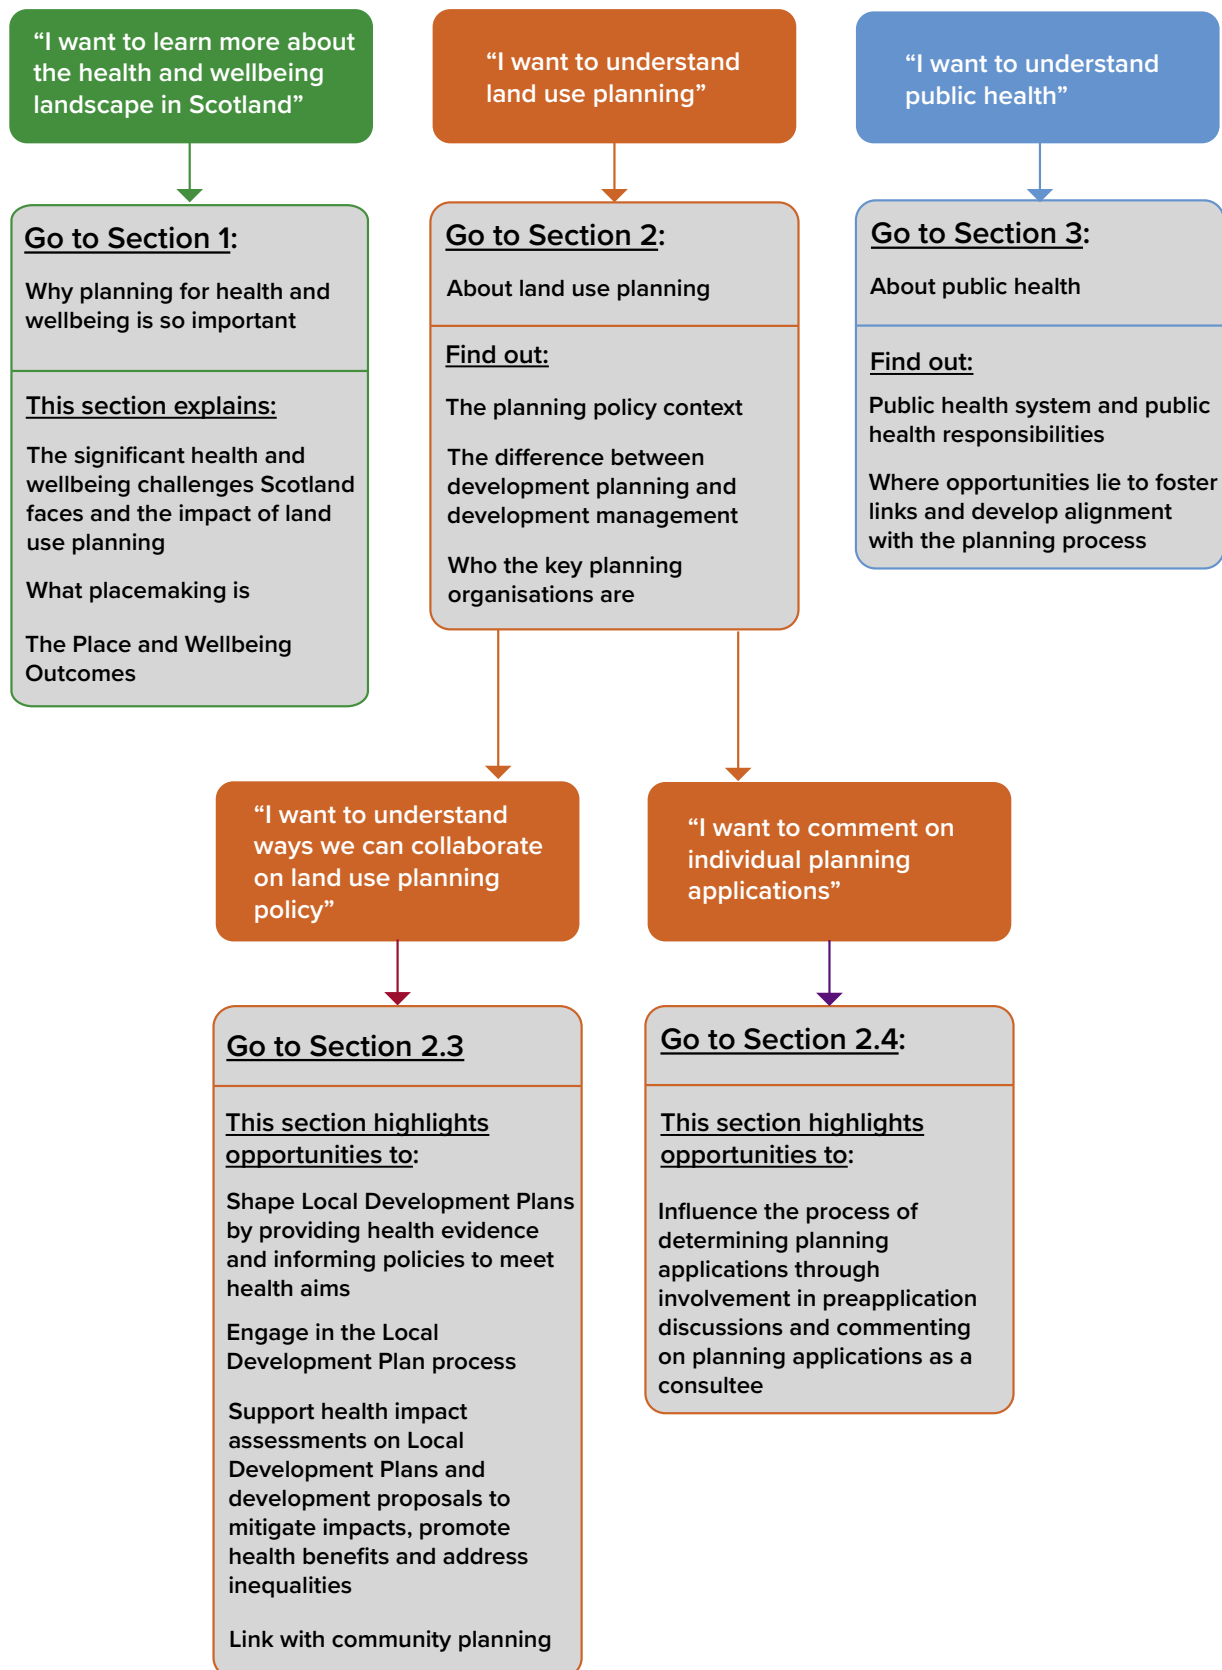 “I want to learn more about
the health and wellbeing
landscape in Scotland”
“I want to understand
land use planning”
“I want to understand
public health”
Go to Section 1:
Why planning for health and
wellbeing is so important
This section explains:
The significant health and
wellbeing challenges Scotland
faces and the impact of land
use planning
What placemaking is
The Place and Wellbeing
Outcomes
Go to Section 2:
About land use planning
Find out:
The planning policy context
The difference between
development planning and
development management
Who the key planning
organisations are
Go to Section 3:
About public health
Find out:
Public health system and public
health responsibilities
Where opportunities lie to foster
links and develop alignment
with the planning process
“I want to understand
ways we can collaborate
on land use planning
policy”
“I want to comment on
individual planning
applications”
Go to Section 2.3
This section highlights
opportunities to:
Shape Local Development Plans
by providing health evidence
and informing policies to meet
health aims
Engage in the Local
Development Plan process
Support health impact
assessments on Local
Development Plans and
development proposals to
mitigate impacts, promote
health benefits and address
inequalities
Link with community planning
Go to Section 2.4:
This section highlights
opportunities to:
Influence the process of
determining planning
applications through
involvement in preapplication
discussions and commenting
on planning applications as a
consultee